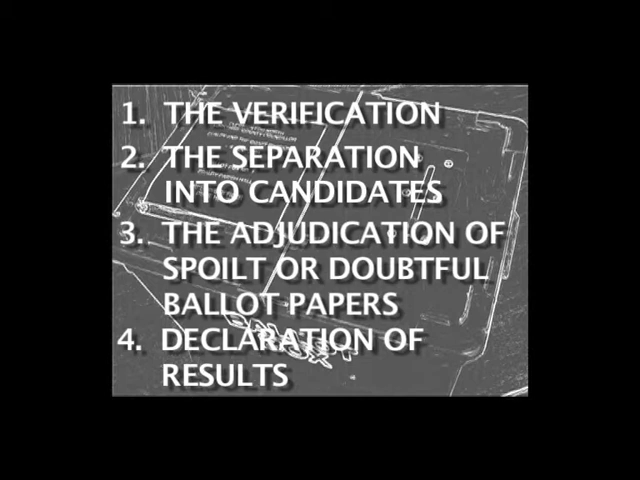 1. THE VERIFICATION
2. THE SEPARATION
INTO CANDIDATES
3. THE ADJUDICATION OF
SPOILT OR DOUBTFUL
BALLOT PAPERS
4. DECLARATION OF
RESULTS